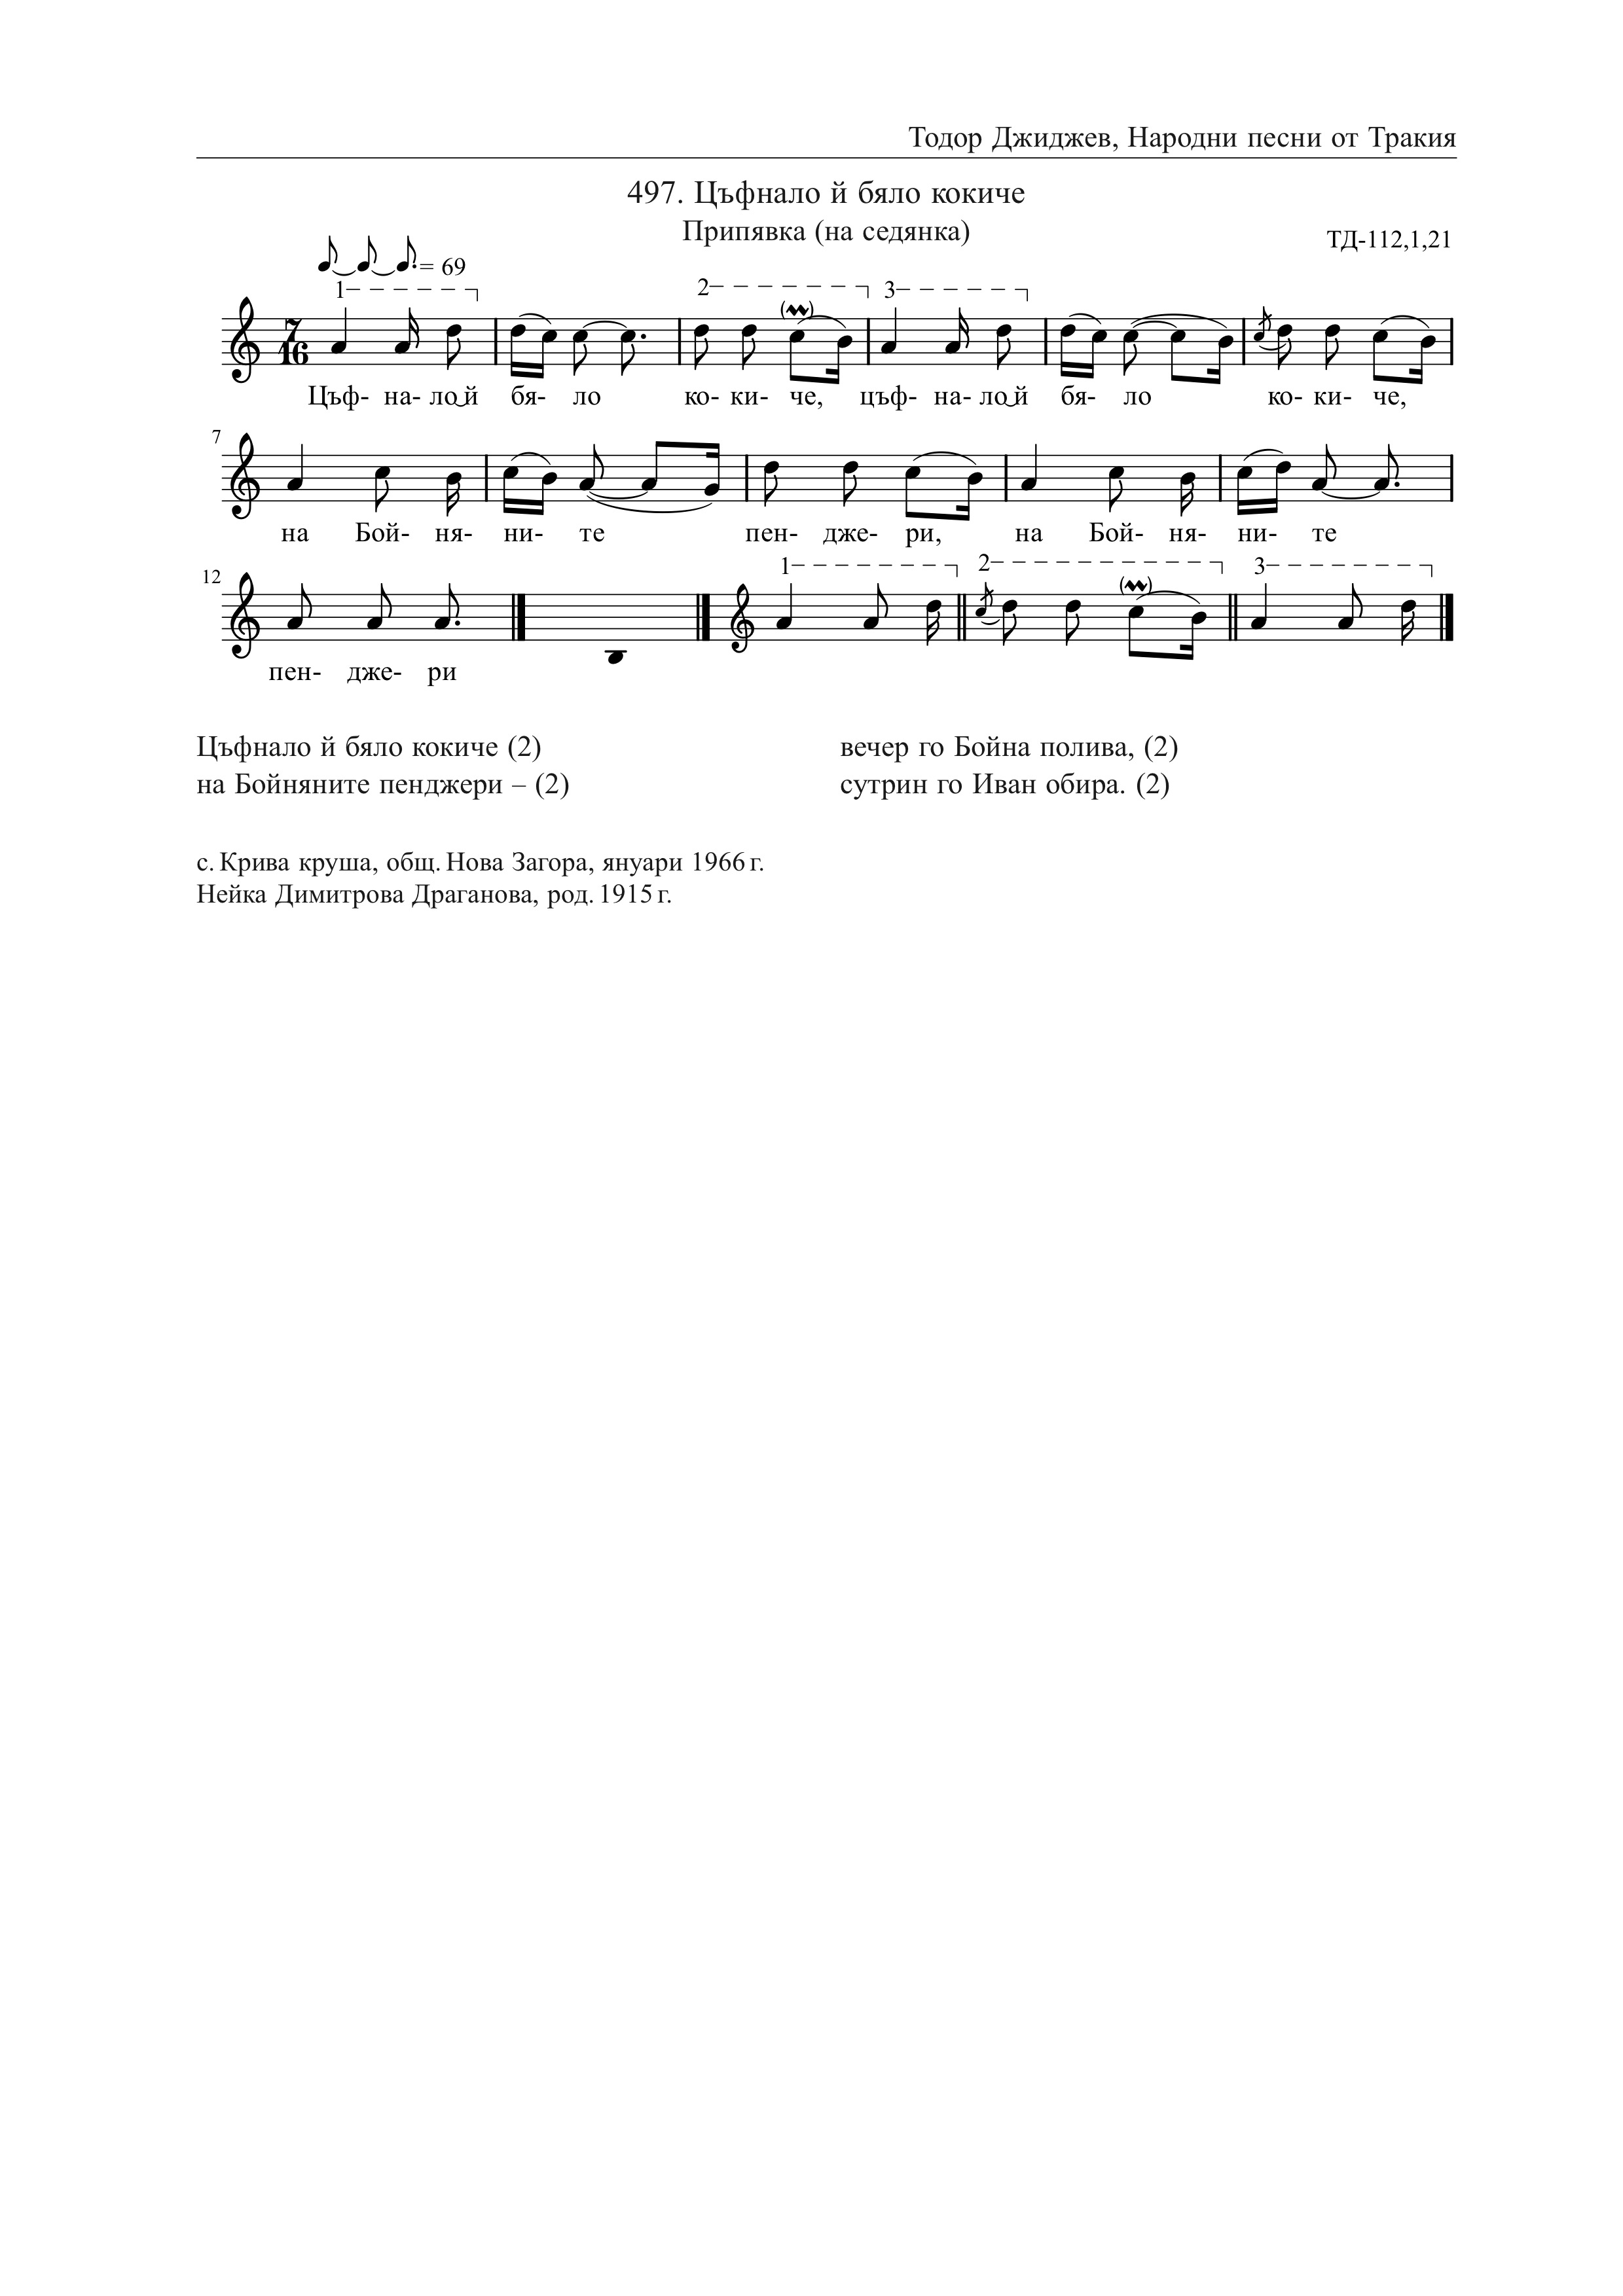 Тодор Джиджев, Народни песни от Тракия
497. Цъфнало й бяло кокиче
Припявка (на седянка)
ТД-112,1,21
= 69
1 2 3
7 16
Цъф- на- ло‿й бя- ло ко- ки- че, цъф- на- ло‿й бя- ло ко- ки- че,
7
на Бой- ня- ни- те пен- дже- ри, на Бой- ня- ни- те
12 1 2 3
пен- дже- ри
Цъфнало й бяло кокиче (2)
на Бойняните пенджери – (2)
вечер го Бойна полива, (2)
сутрин го Иван обира. (2)
с. Крива круша, общ. Нова Загора, януари 1966 г.
Нейка Димитрова Драганова, род. 1915 г.